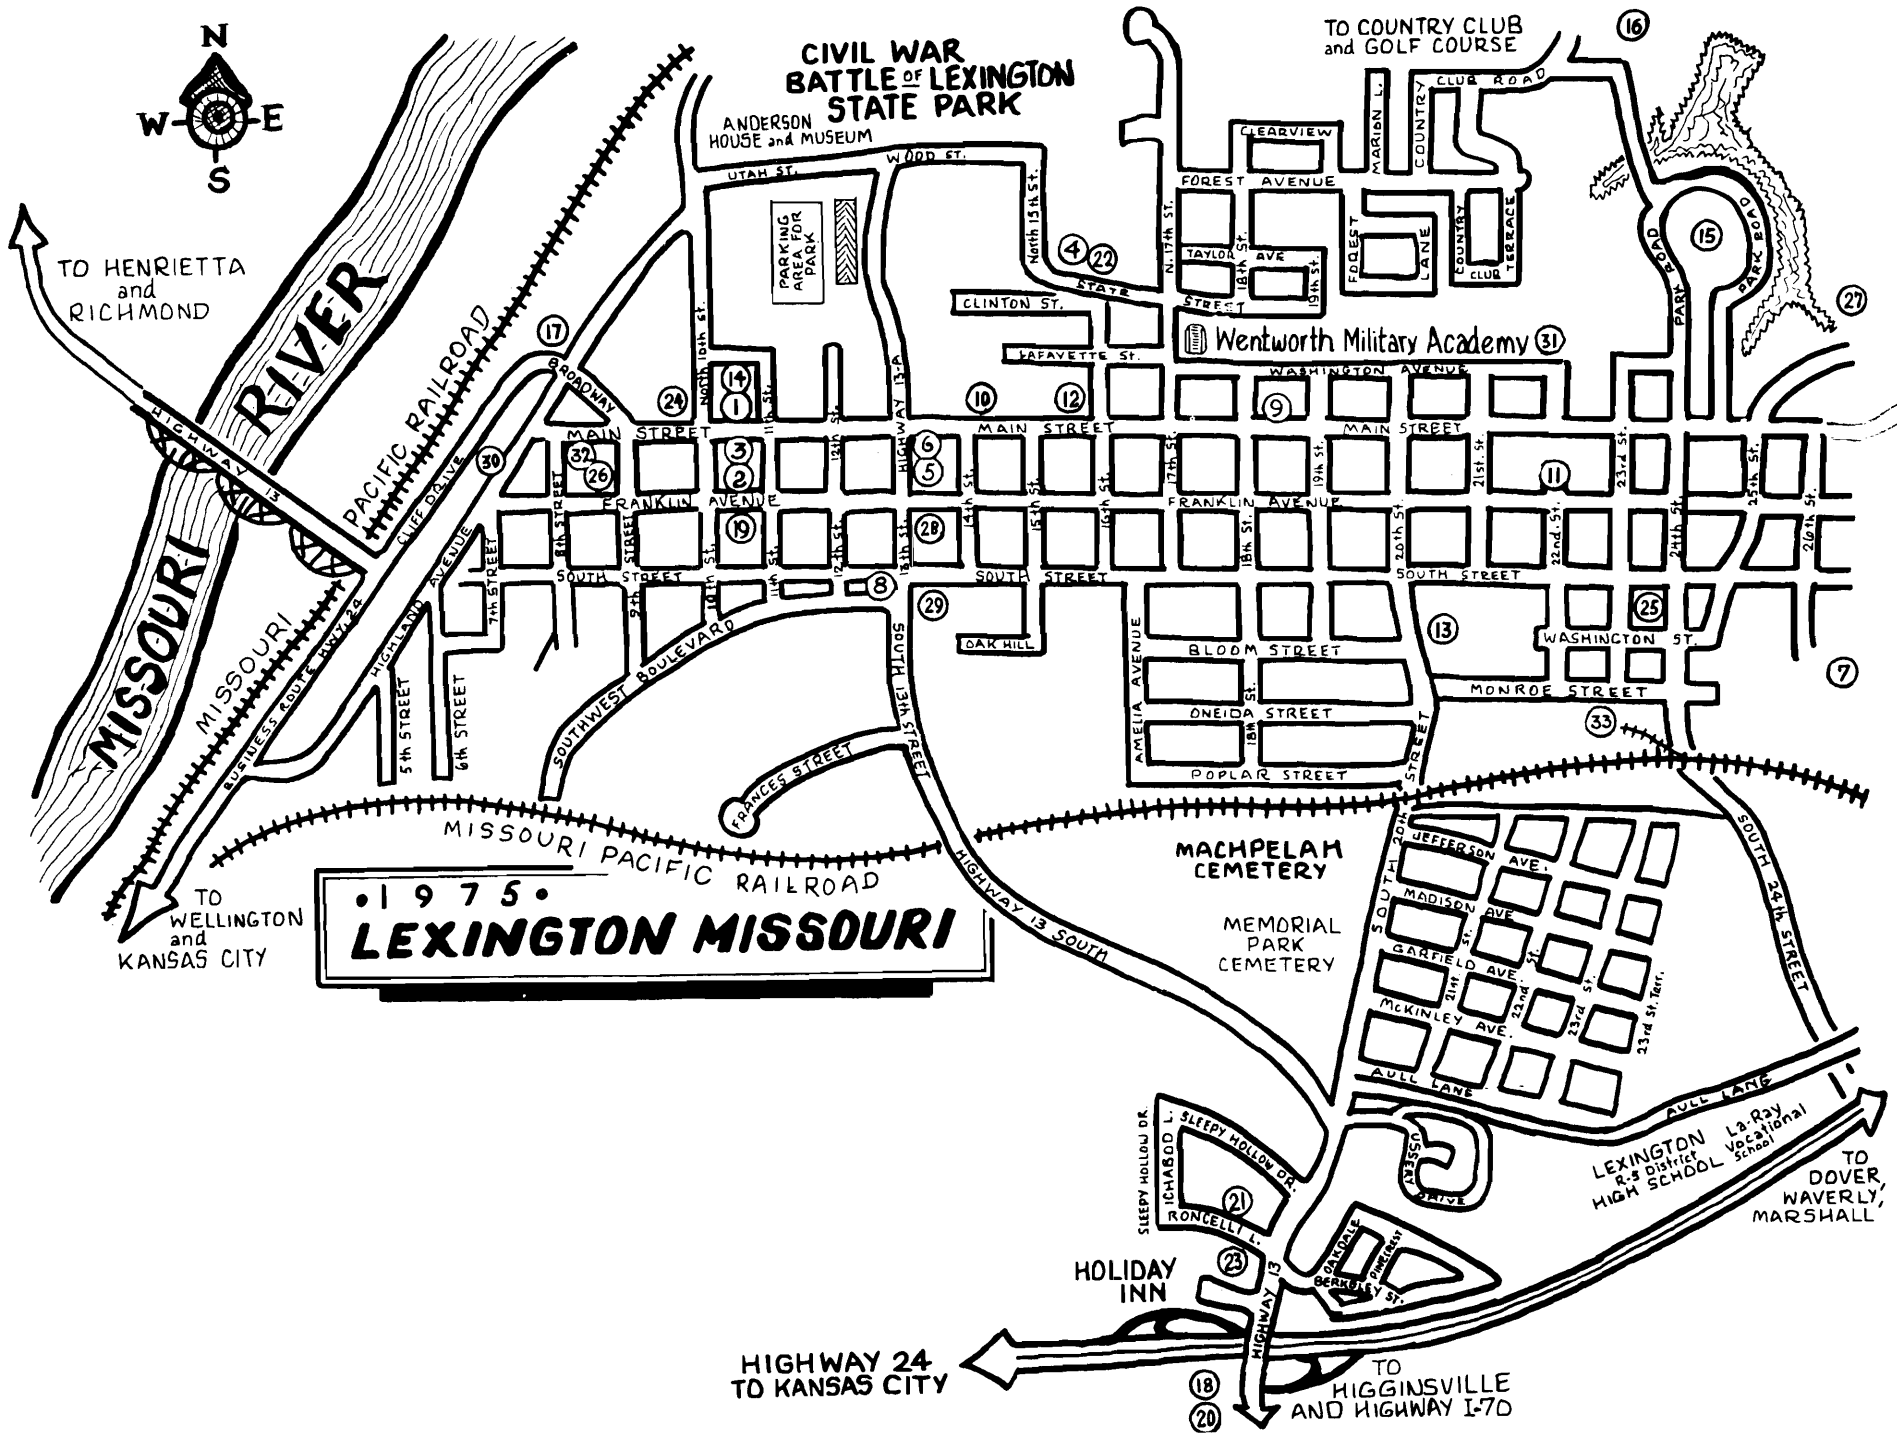 N
W
E
S
CIVIL WAR
BATTLE OF LEXINGTON
STATE PARK
ANDERSON
HOUSE and MUSEUM
TO COUNTRY CLUB
and GOLF COURSE
16
CLUB ROAD
COUNTRY
MARION L.
CLEARVIEW
FOREST AVENUE
WOOD ST.
UTAH ST.
PARKING
AREA FOR
PARK
North 15th St.
N. 17th ST.
TAYLOR AVE
18th St.
19th St.
FOREST
LANE
COUNTRY
CLUB
TERRACE
15
PARK ROAD
PARK ROAD
PARK
4
22
STATE
STREET
CLINTON ST.
LAFAYETTE ST.
27
TO HENRIETTA
and
RICHMOND
RIVER
MISSOURI
PACIFIC RAILROAD
MISSOURI
17
BROADWAY
24
North 10th St.
14
1
11th St.
12th St.
HIGHWAY 13-A
10
12
Wentworth Military Academy
31
WASHINGTON AVENUE
9
MAIN STREET
MAIN STREET
MAIN STREET
HIGHWAY 13
CLIFF DRIVE
30
32
26
3
2
6
5
HIGHWAY
14th St.
15th St.
16th St.
17th St.
19th St.
21st. St
11
23rd St.
25th St.
FRANKLIN AVENUE
FRANKLIN AVENUE
8th STREET
STREET
9th
10th St.
19
11th St.
12th St.
13th St.
28
18th St.
20th St.
22nd. St.
24th St.
26th St.
SOUTH STREET
SOUTH STREET
SOUTH STREET
7th STREET
HIGHLAND AVENUE
BUSINESS ROUTE HWY. 24
5th STREET
6th STREET
SOUTHWEST BOULEVARD
8
29
OAK HILL
SOUTH 13th STREET
FRANCES STREET
AMELIA AVENUE
BLOOM STREET
18th St.
ONEIDA STREET
18th St.
POPLAR STREET
13
25
WASHINGTON ST.
MONROE STREET
7
33
SOUTH 20th STREET
MISSOURI PACIFIC RAILROAD
TO
WELLINGTON
and
KANSAS CITY
• 1975 •
LEXINGTON MISSOURI
HIGHWAY 13 SOUTH
MACHPELAH
CEMETERY
MEMORIAL
PARK
CEMETERY
JEFFERSON AVE.
MADISON AVE
GARFIELD AVE.
McKINLEY AVE.
21st. St.
22nd. St.
23rd St.
23rd St. Terr.
SOUTH 24th STREET
AULL LANE
AULL LANE
USSERY
DRIVE
SLEEPY HOLLOW DR.
ICHABOD L.
SLEEPY HOLLOW DR.
21
RONCELLI L.
23
OAKDALE
PINECREST
BERKELEY ST.
LEXINGTON
R-5 District
HIGH SCHOOL
La-Ray
Vocational
School
TO
DOVER,
WAVERLY,
MARSHALL
HOLIDAY
INN
HIGHWAY 13
HIGHWAY 24
TO KANSAS CITY
18
20
TO
HIGGINSVILLE
AND HIGHWAY I-70